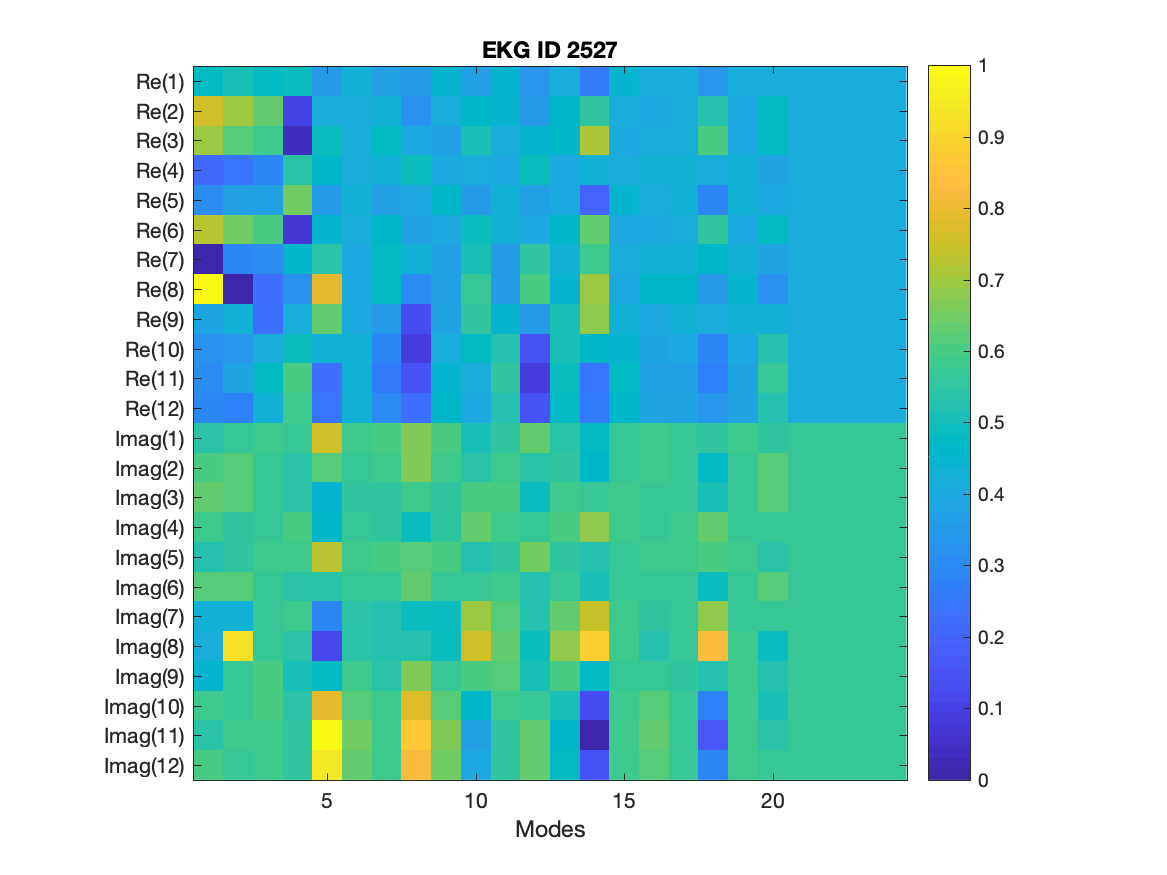 EKG ID 2527
Re(1)
Re(2)
Re(3)
Re(4)
Re(5)
Re(6)
Re(7)
Re(8)
Re(9)
Re(10)
Re(11)
Re(12)
Imag(1)
Imag(2)
Imag(3)
Imag(4)
Imag(5)
Imag(6)
Imag(7)
Imag(8)
Imag(9)
Imag(10)
Imag(11)
Imag(12)
5 10 15 20
Modes
1
0.9
0.8
0.7
0.6
0.5
0.4
0.3
0.2
0.1
0